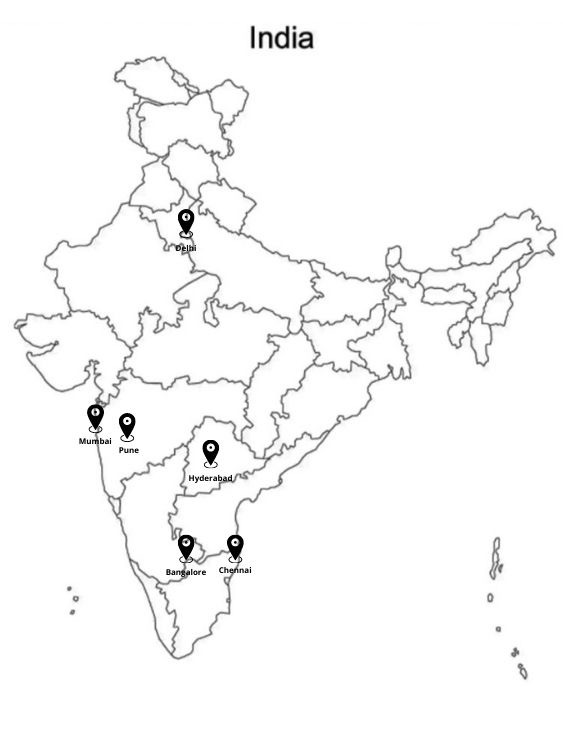 India
Delhi
Mumbai
Pune
Hyderabad
Bangalore
Chennai